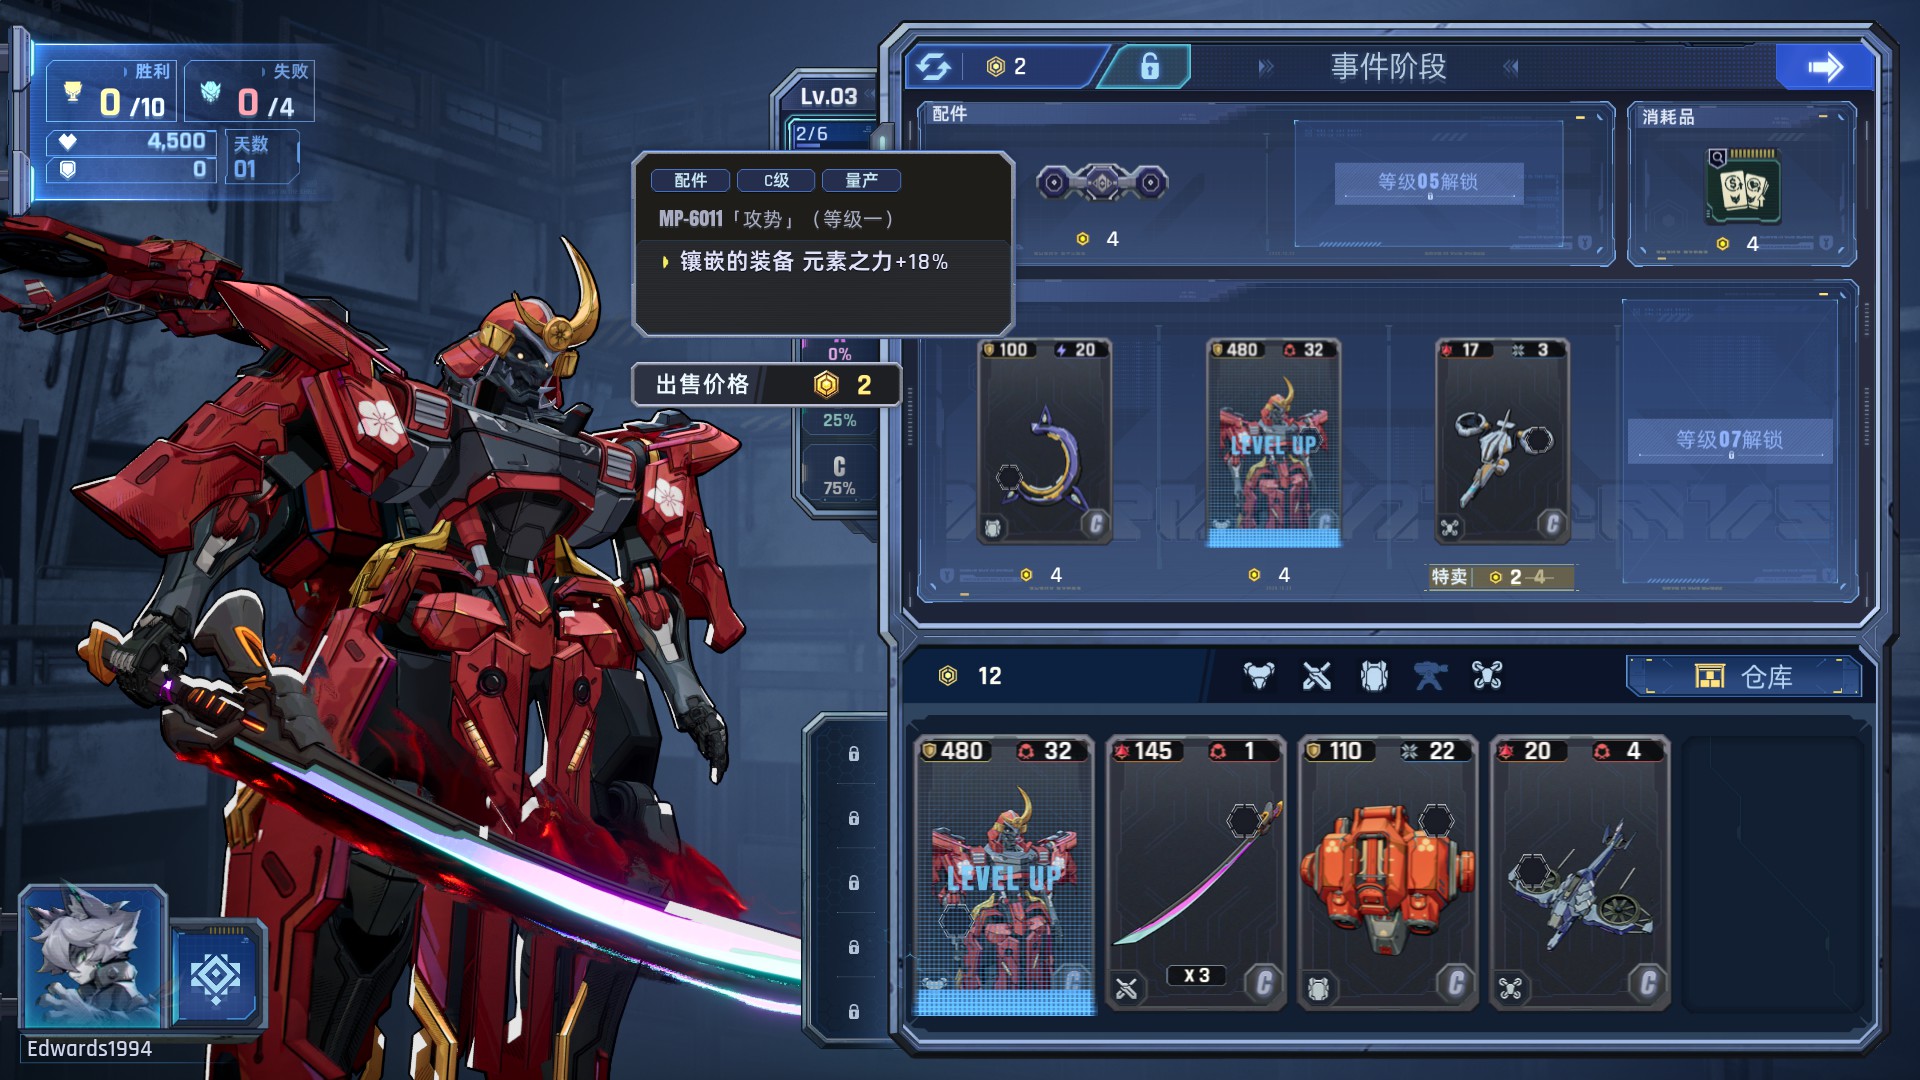 胜利
0 /10
失败
0 /4
4,500
0
天数
01
Lv.03
2/6
2
事件阶段
配件
4
等级05解锁
消耗品
4
配件
C级
量产
MP-6011「攻势」（等级一）
镶嵌的装备 元素之力+18%
出售价格
2
0%
25%
C
75%
100
20
C
4
480
32
LEVEL UP
C
4
17
3
C
特卖
2
4
等级07解锁
12
仓库
480
32
LEVEL UP
C
145
1
X 3
C
110
22
C
20
4
C
Edwards1994